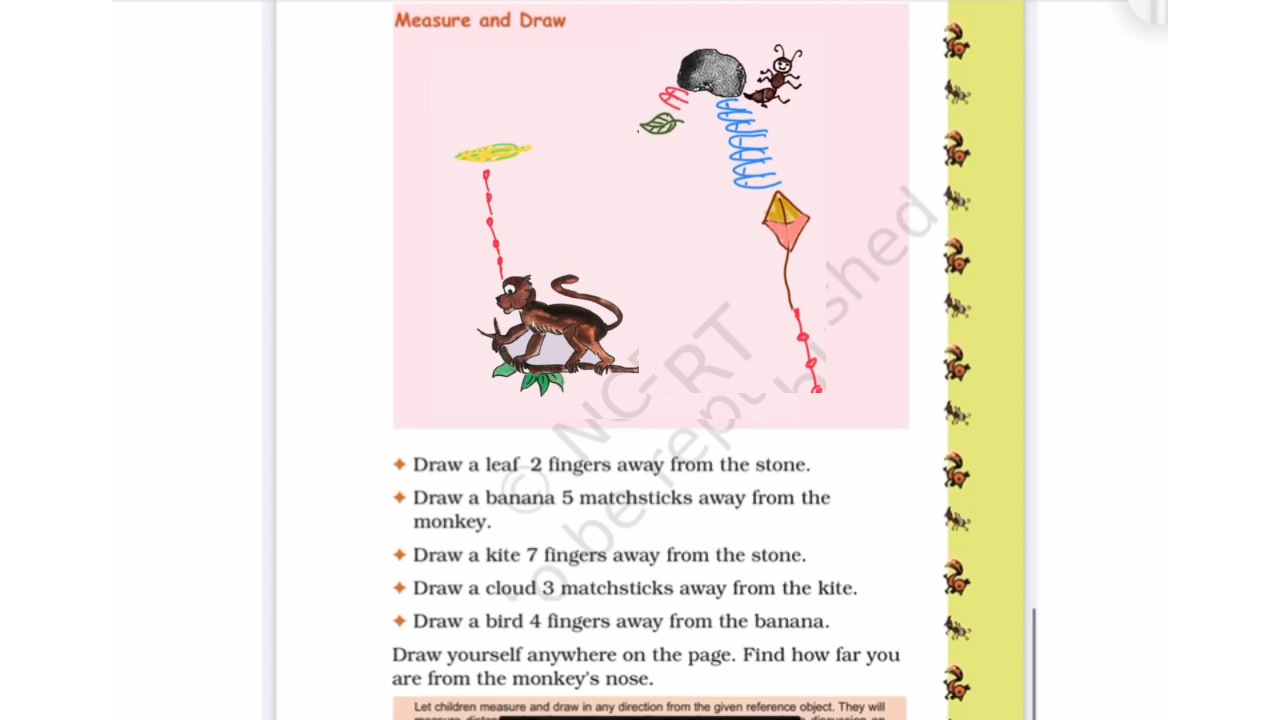 Measure and Draw
© NCERT
be republished
Draw a leaf 2 fingers away from the stone.
Draw a banana 5 matchsticks away from the
monkey.
Draw a kite 7 fingers away from the stone.
Draw a cloud 3 matchsticks away from the kite.
Draw a bird 4 fingers away from the banana.
Draw yourself anywhere on the page. Find how far you
are from the monkey's nose.
Let children measure and draw in any direction from the given reference object. They will